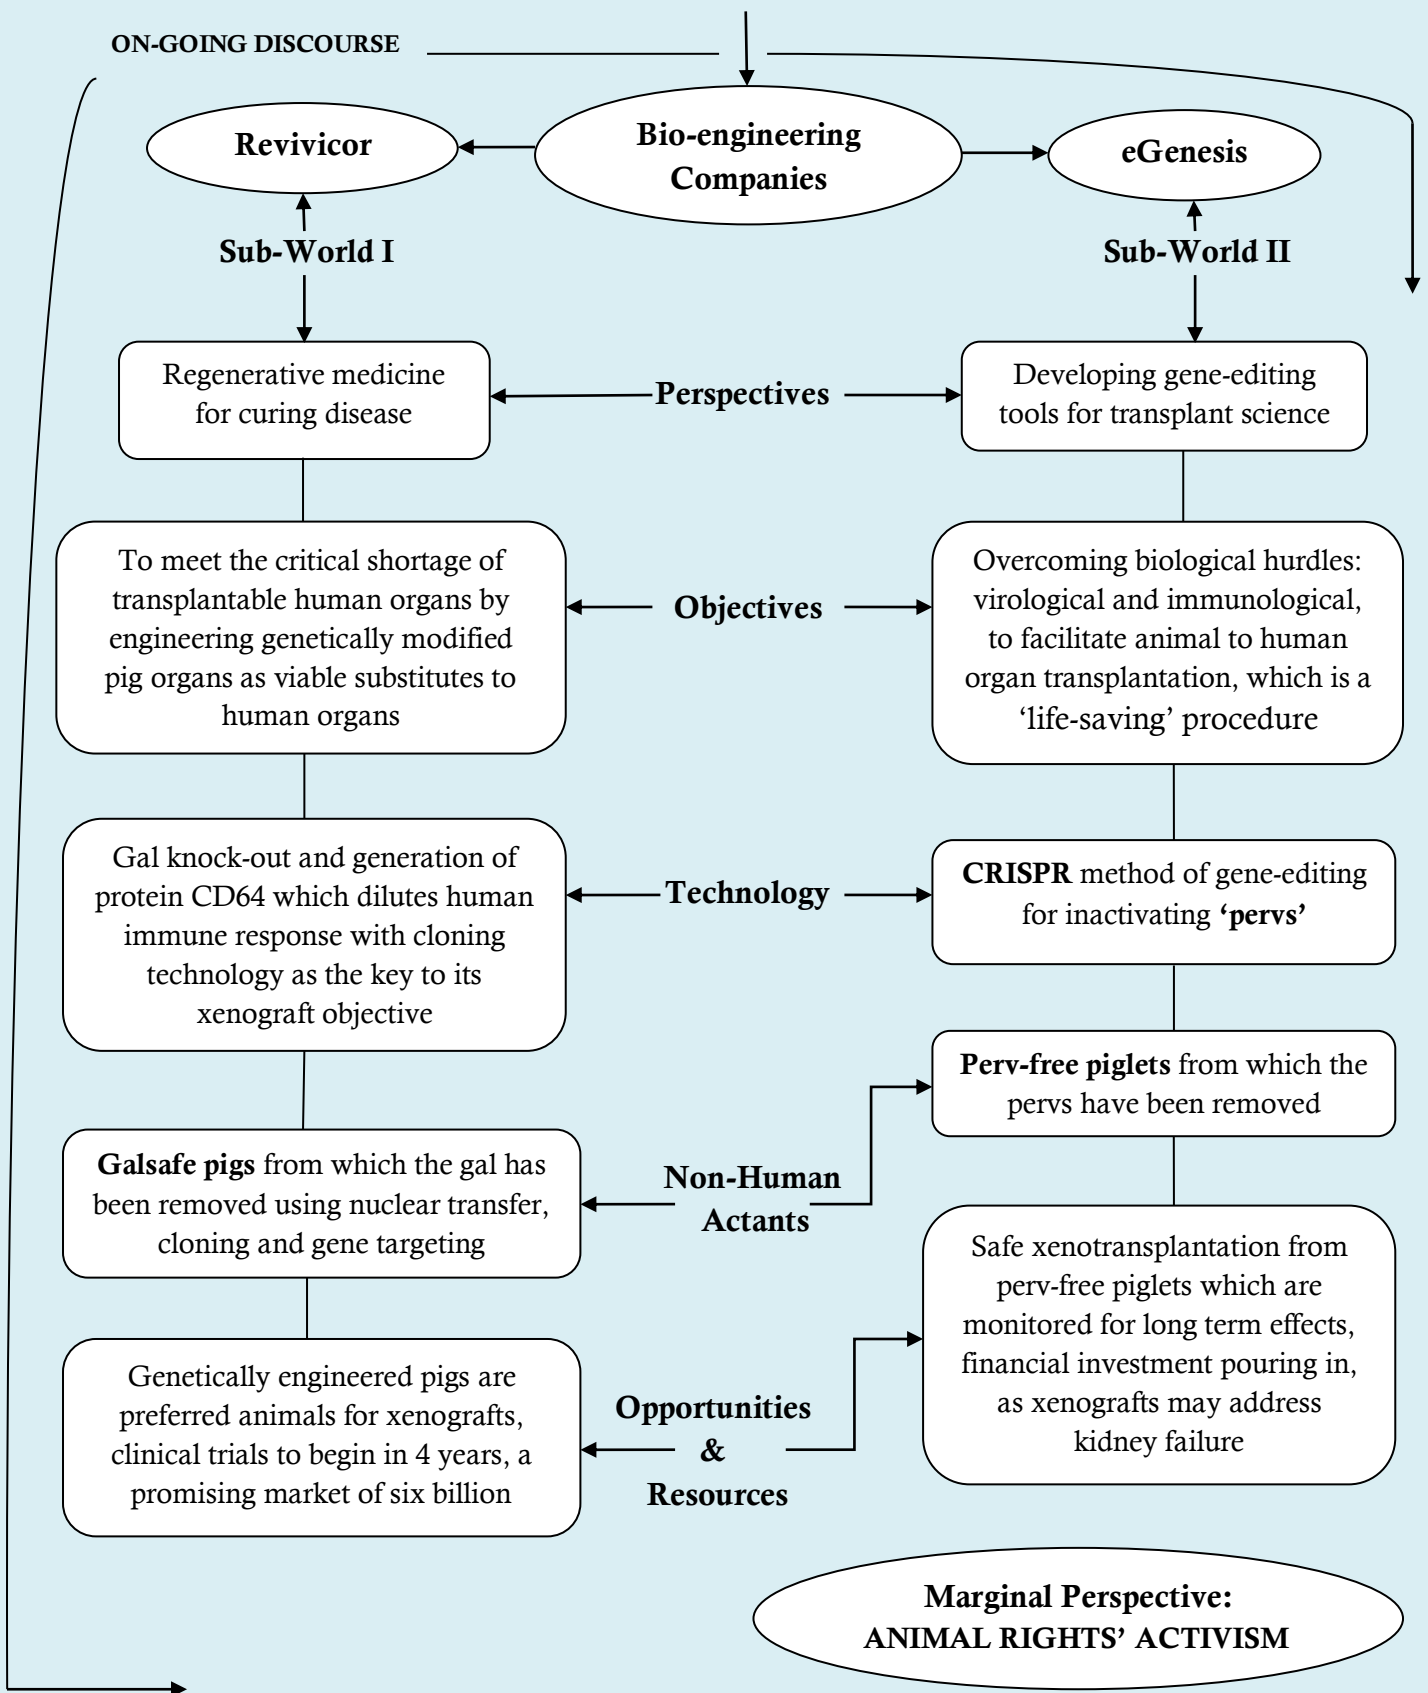 ON-GOING DISCOURSE
Revivicor
Bio-engineering
Companies
eGenesis
Sub-World I
Sub-World II
Regenerative medicine
for curing disease
Perspectives
Developing gene-editing
tools for transplant science
To meet the critical shortage of
transplantable human organs by
engineering genetically modified
pig organs as viable substitutes to
human organs
Objectives
Overcoming biological hurdles:
virological and immunological,
to facilitate animal to human
organ transplantation, which is a
‘life-saving’ procedure
Gal knock-out and generation of
protein CD64 which dilutes human
immune response with cloning
technology as the key to its
xenograft objective
Technology
CRISPR method of gene-editing
for inactivating ‘pervs’
Galsafe pigs from which the gal has
been removed using nuclear transfer,
cloning and gene targeting
Non-Human
Actants
Perv-free piglets from which the
pervs have been removed
Genetically engineered pigs are
preferred animals for xenografts,
clinical trials to begin in 4 years, a
promising market of six billion
Opportunities
&
Resources
Safe xenotransplantation from
perv-free piglets which are
monitored for long term effects,
financial investment pouring in,
as xenografts may address
kidney failure
Marginal Perspective:
ANIMAL RIGHTS’ ACTIVISM